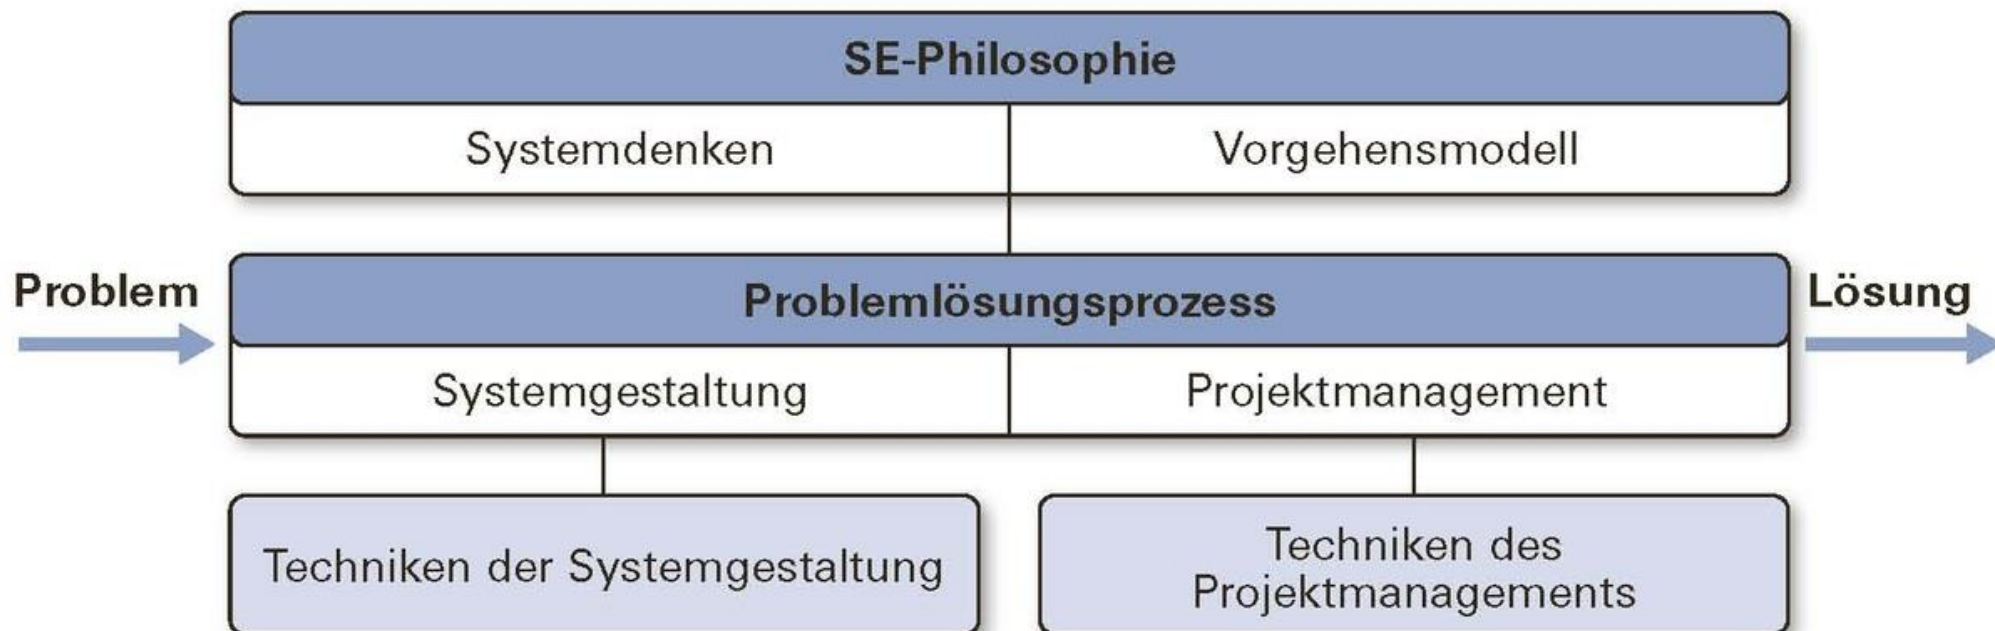 SE-Philosophie
Systemdenken
Vorgehensmodell
Problem
Problemlösungsprozess
Lösung
Systemgestaltung
Projektmanagement
Techniken der Systemgestaltung
Techniken des
Projektmanagements